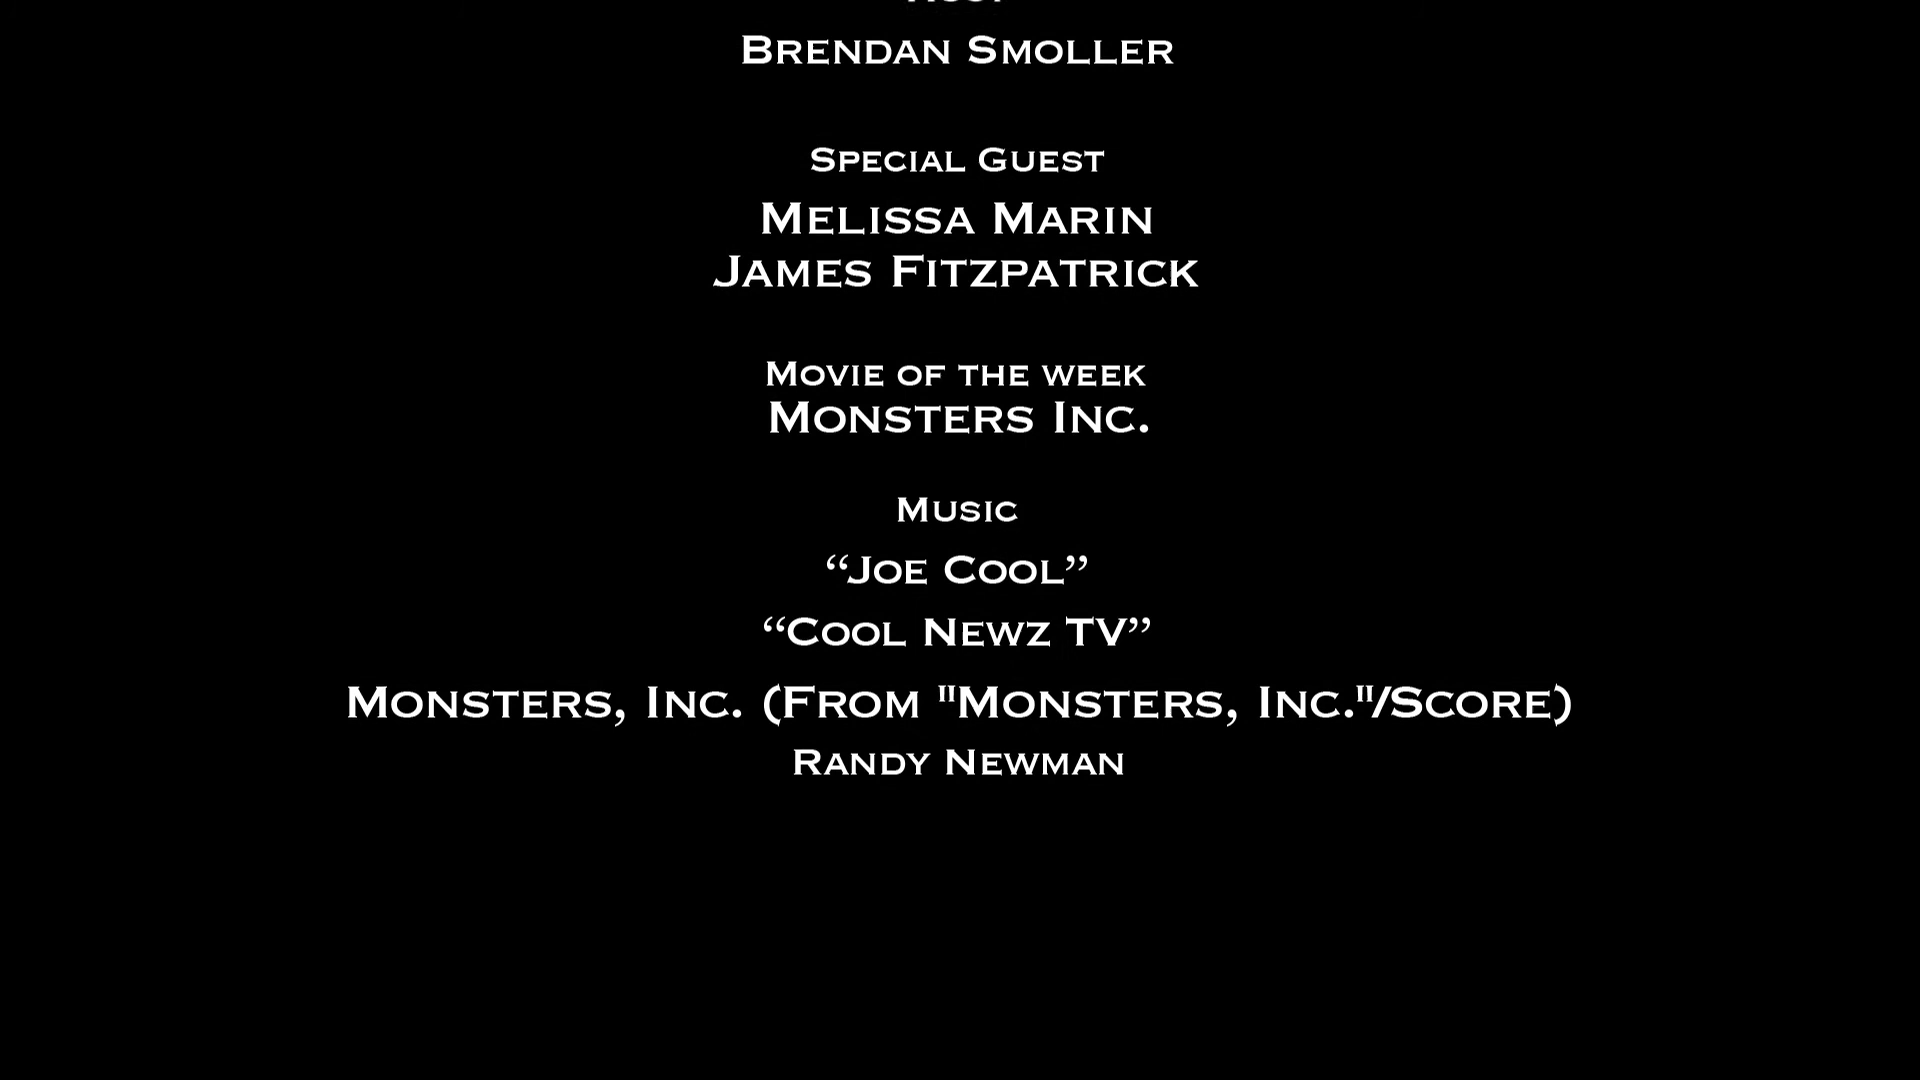 Brendan Smoller
Special Guest
Melissa Marin
James Fitzpatrick
Movie of the week
Monsters Inc.
Music
“Joe Cool”
“Cool Newz TV”
Monsters, Inc. (From "Monsters, Inc."/Score)
Randy Newman